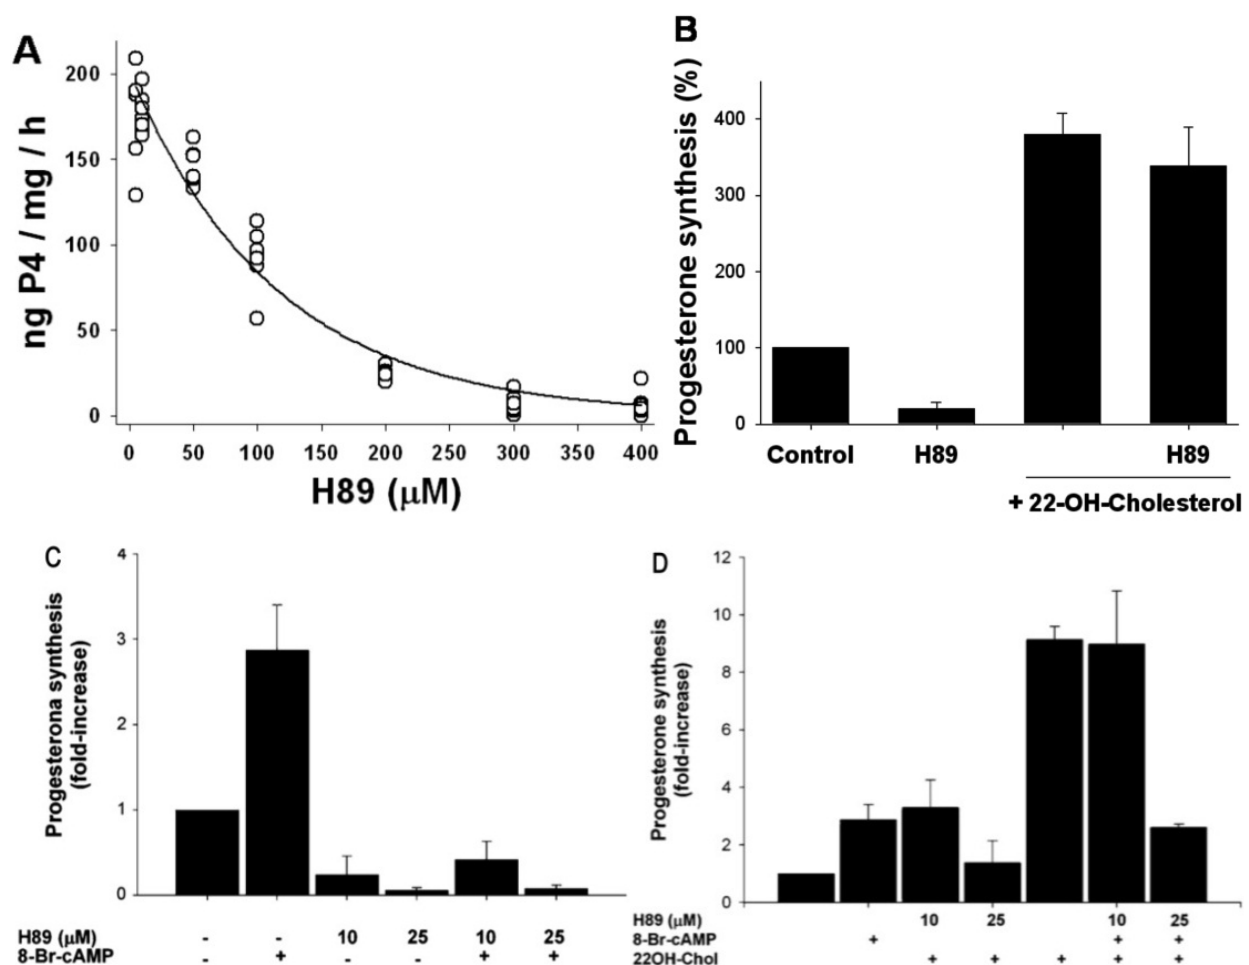 A
ng P4 / mg / h
200
150
100
50
0
0 50 100 150 200 250 300 350 400
H89 (μM)
B
Progesterone synthesis (%)
400
300
200
100
0
Control H89 H89
+ 22-OH-Cholesterol
C
Progesterona synthesis
(fold-increase)
4
3
2
1
0
H89 (μM) - - 10 25 10 25
8-Br-cAMP - + - - + +
D
Progesterone synthesis
(fold-increase)
12
10
8
6
4
2
0
H89 (μM) 10 25 10 25
8-Br-cAMP + + +
22OH-Chol + + + + +